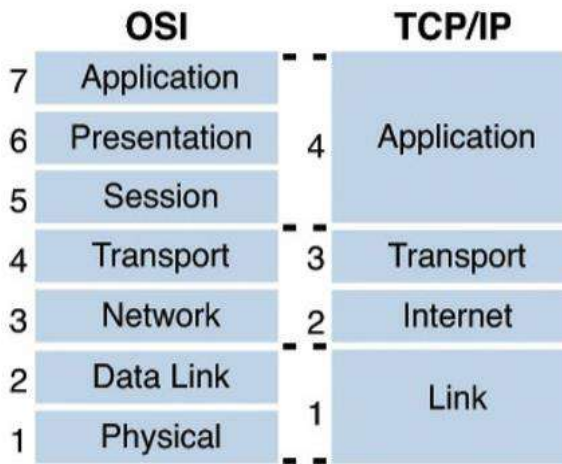 OSI TCP/IP
7 Application
6 Presentation
4 Application
5 Session
4 Transport 3 Transport
3 Network 2 Internet
2 Data Link
1 Link
1 Physical